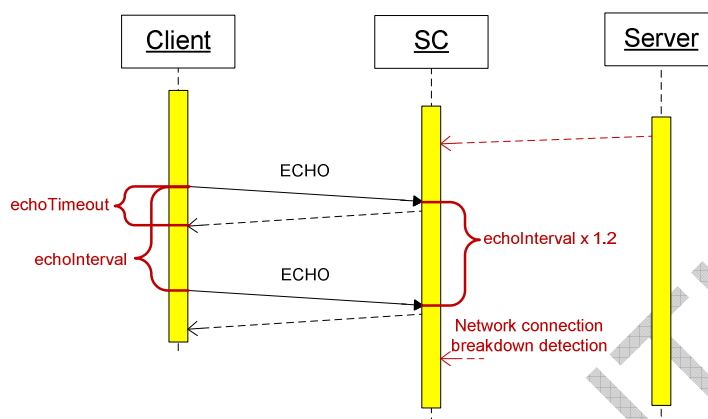 Client
SC
Server
ECHO
echoTimeout
echoInterval x 1.2
echoInterval
ECHO
Network connection
breakdown detection